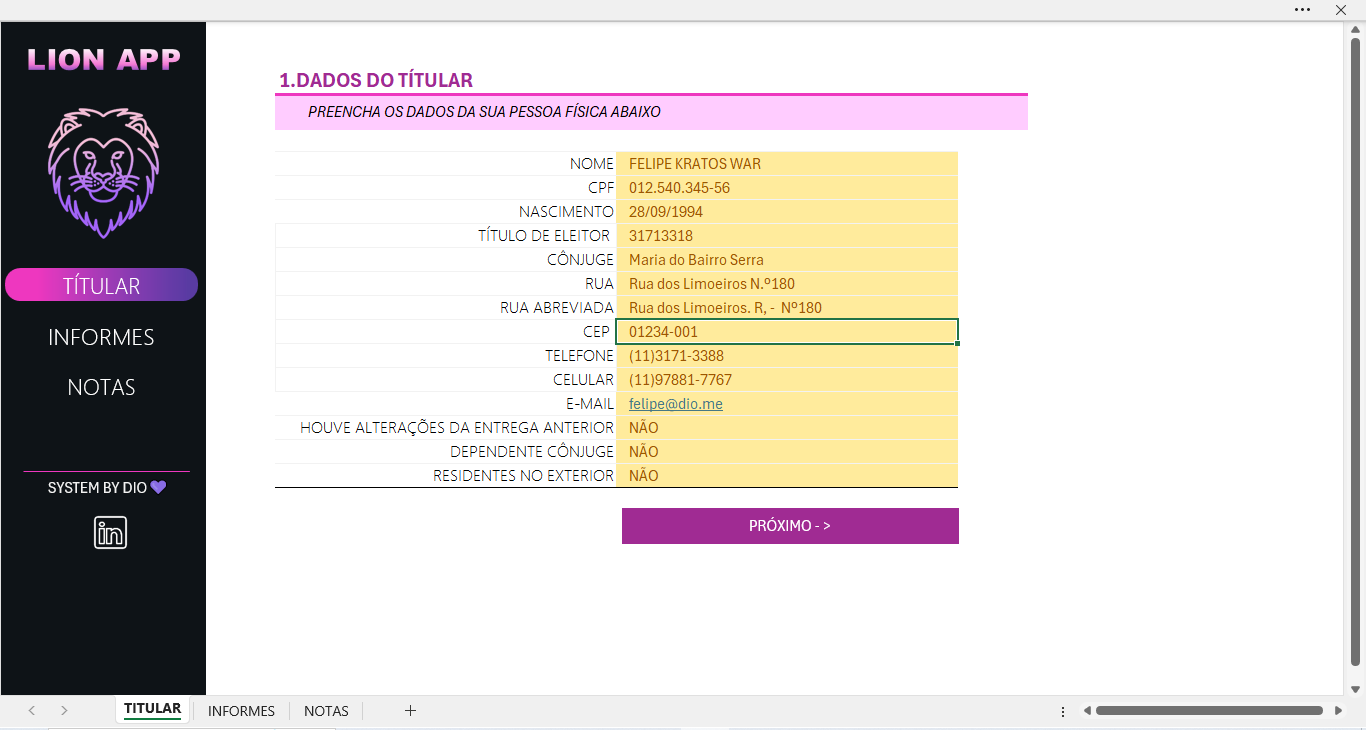 LION APP
TÍTULAR
INFORMES
NOTAS
SYSTEM BY DIO 💜
in
1.DADOS DO TÍTULAR
PREENCHA OS DADOS DA SUA PESSOA FÍSICA ABAIXO
NOME FELIPE KRATOS WAR
CPF 012.540.345-56
NASCIMENTO 28/09/1994
TÍTULO DE ELEITOR 31713318
CÔNJUGE Maria do Bairro Serra
RUA Rua dos Limoeiros N.º180
RUA ABREVIADA Rua dos Limoeiros. R, - Nº180
CEP 01234-001
TELEFONE (11)3171-3388
CELULAR (11)97881-7767
E-MAIL felipe@dio.me
HOUVE ALTERAÇÕES DA ENTREGA ANTERIOR NÃO
DEPENDENTE CÔNJUGE NÃO
RESIDENTES NO EXTERIOR NÃO
PRÓXIMO - >
TITULAR INFORMES NOTAS